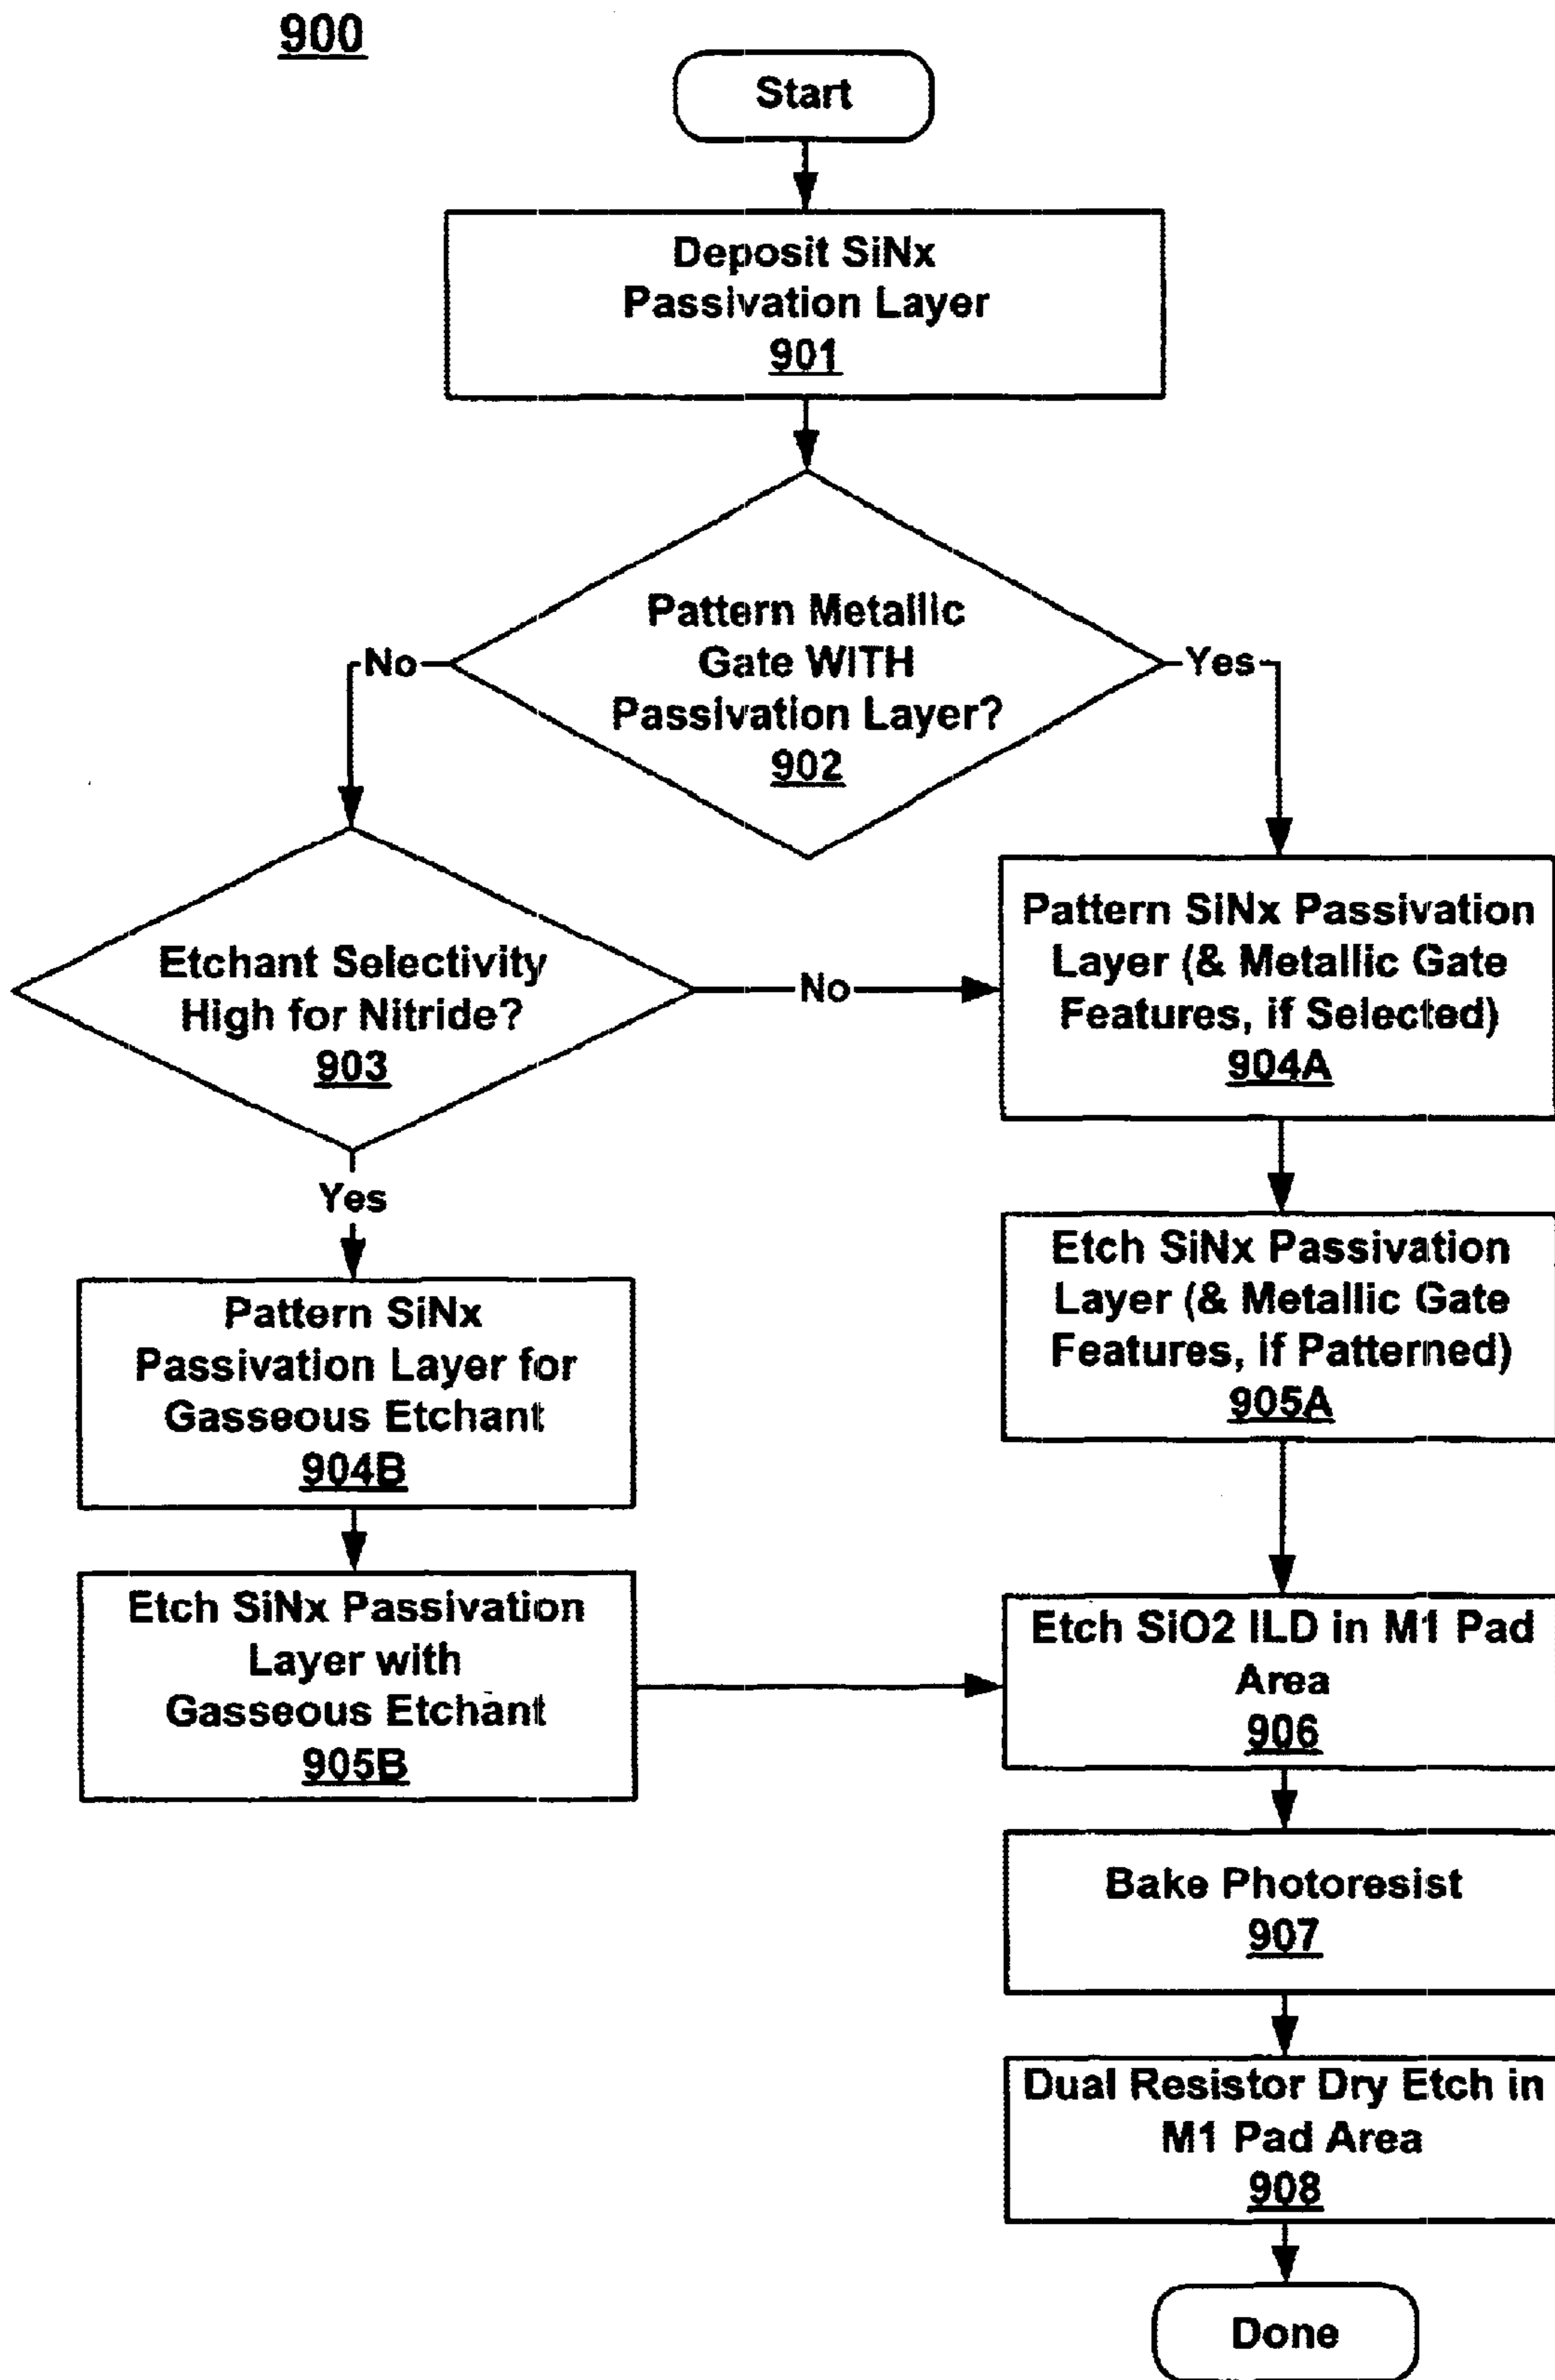 900
Start
Deposit SiNx
Passivation Layer
901
Pattern Metallic
Gate WITH
Passivation Layer?
902
No
Yes
Etchant Selectivity
High for Nitride?
903
No
Yes
Pattern SiNx Passivation
Layer (& Metallic Gate
Features, if Selected)
904A
Etch SiNx Passivation
Layer (& Metallic Gate
Features, if Patterned)
905A
Pattern SiNx
Passivation Layer for
Gasseous Etchant
904B
Etch SiNx Passivation
Layer with
Gasseous Etchant
905B
Etch SiO2 ILD in M1 Pad
Area
906
Bake Photoresist
907
Dual Resistor Dry Etch in
M1 Pad Area
908
Done